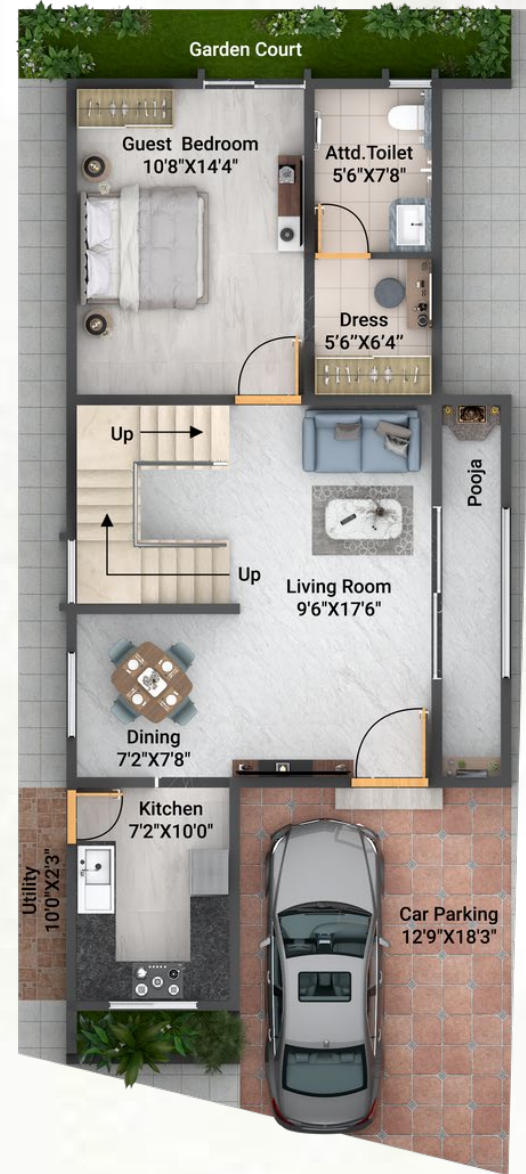 Garden Court
Guest Bedroom
10'8"X14'4"
Attd.Toilet
5'6"X7'8"
Dress
5'6’’X6'4’’
Up
Pooja
Up
Living Room
9'6"X17'6"
Dining
7'2"X7'8"
Kitchen
7'2"X10'0"
Utility
10'0"X2'3"
Car Parking
12'9"X18'3"